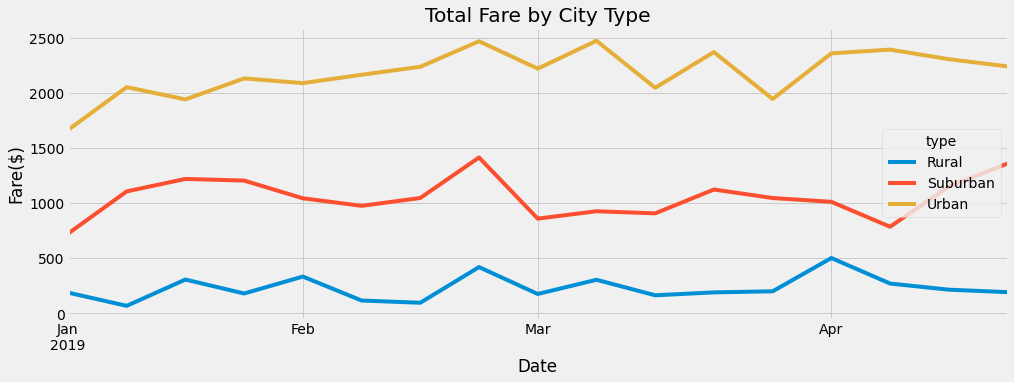 Total Fare by City Type
2500
2000
1500
1000
500
0
Fare($)
type
Rural
Suburban
Urban
Jan
2019
Feb
Mar
Apr
Date